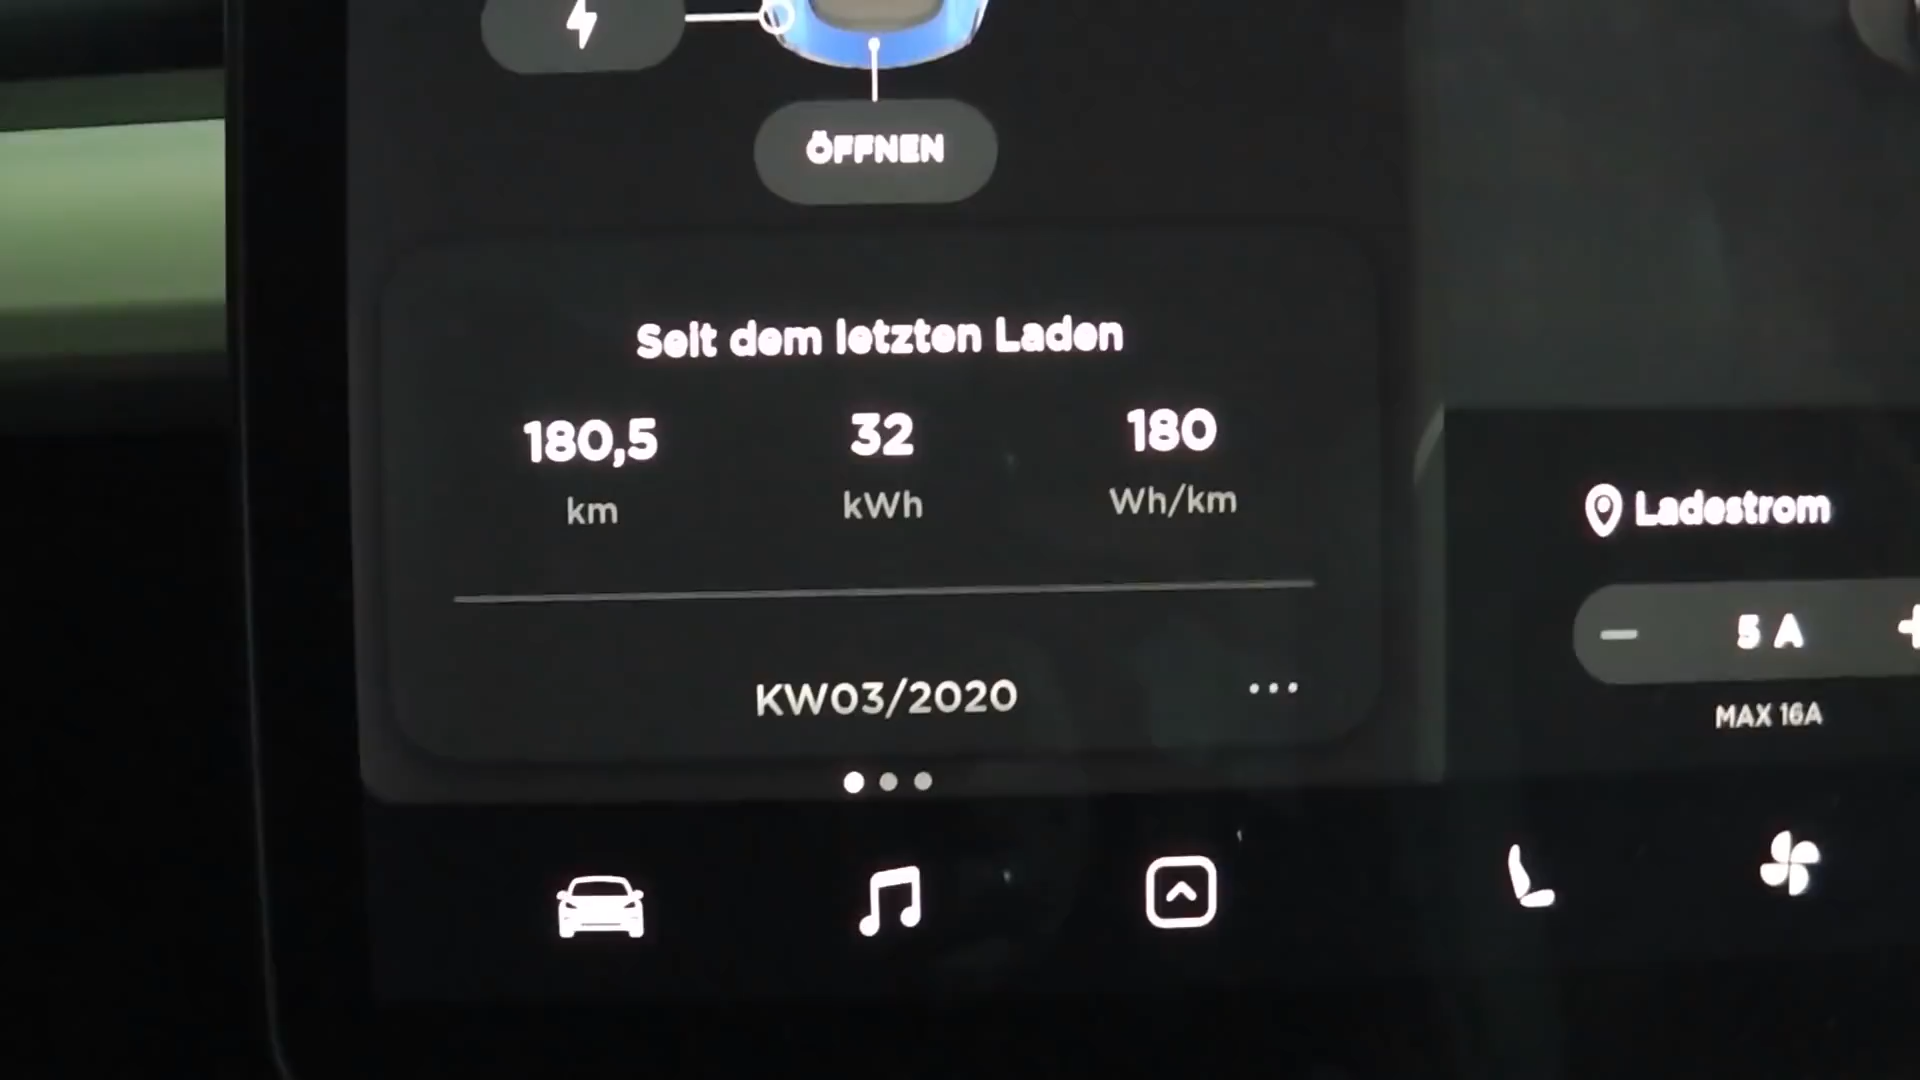 ÖFFNEN
Seit dem letzten Laden
180,5 32 180
km kWh Wh/km
KW03/2020
Ladestrom
5 A
MAX 16A